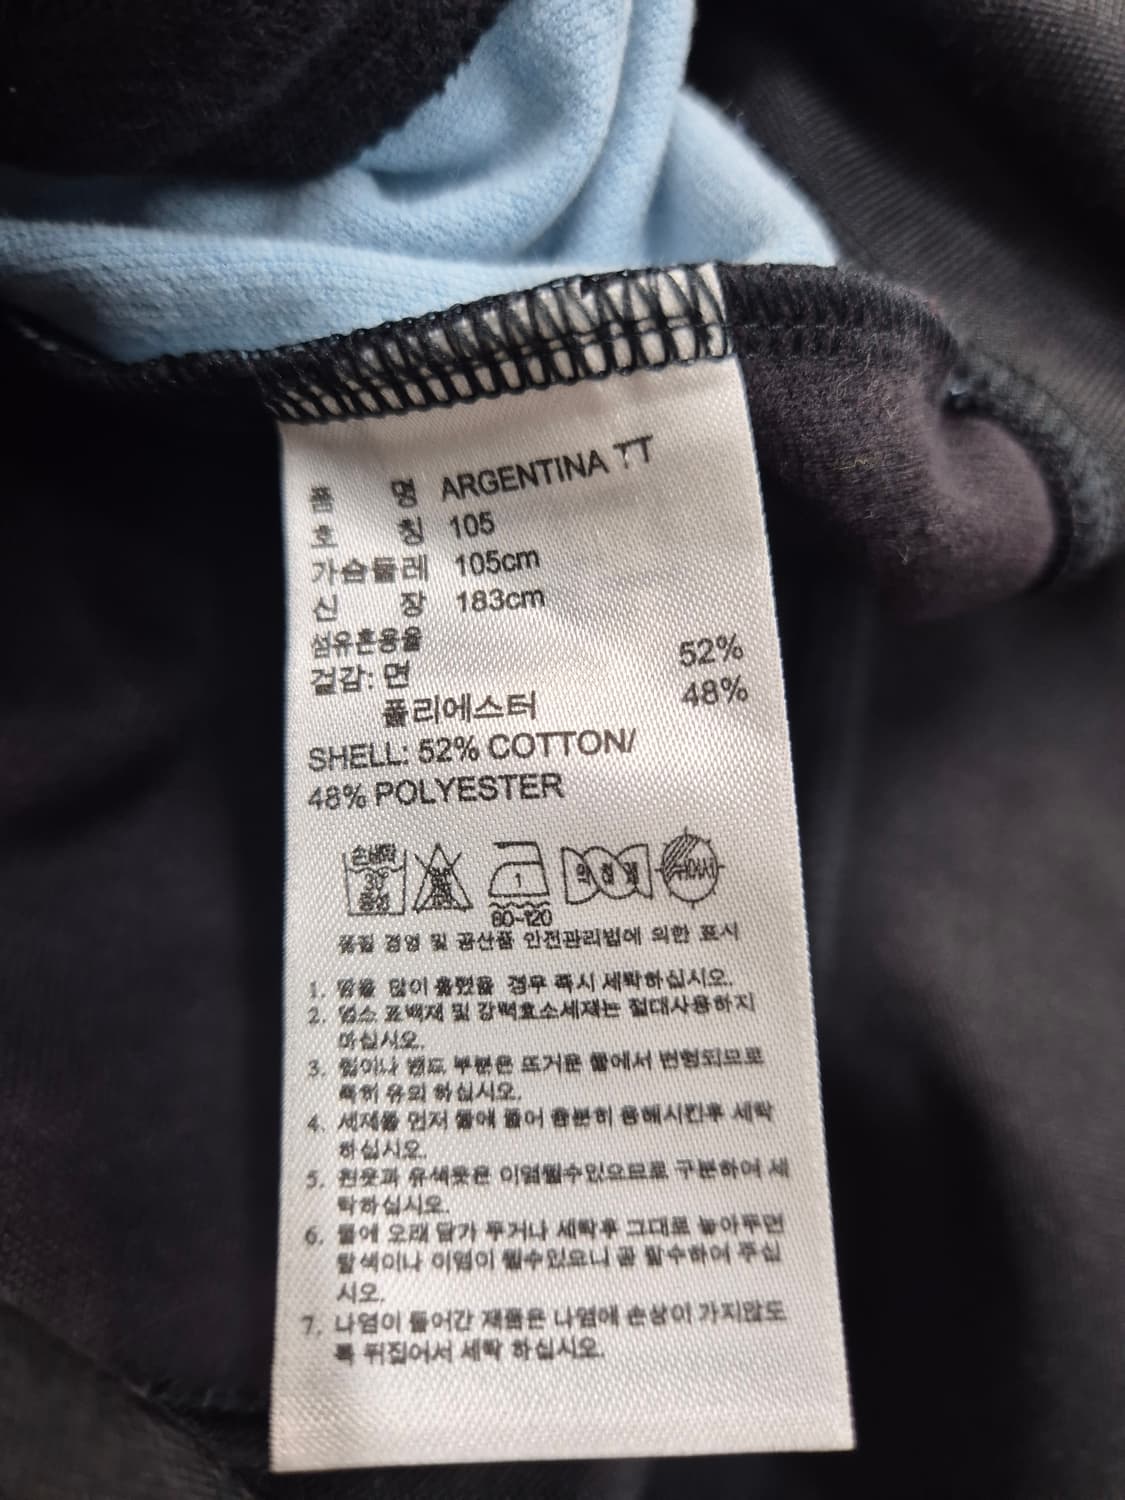 품 명 ARGENTINA TT
호 칭 105
가슴둘레 105cm
신 장 183cm
섬유혼용율
겉감: 면 52%
폴리에스터 48%
SHELL: 52% COTTON/
48% POLYESTER
손세탁
30
중성
1
80~120
품질 경영 및 공산품 안전관리법에 의한 표시
1. 땀을 많이 흘렸을 경우 즉시 세탁하십시오.
2. 염소 표백제 및 강력효소세제는 절대사용하지
마십시오.
3. 밴드 부분은 뜨거운 물에서 변형되므로
특히 유의 하십시오.
4. 세제를 먼저 물에 풀어 충분히 용해시킨후 세탁
하십시오.
5. 흰옷과 유색옷은 이염될수있으므로 구분하여 세
탁하십시오.
6. 물에 오래 담가 두거나 세탁후 그대로 놓아두면
탈색이나 이염이 될수있으니 곧 탈수하여 주십
시오.
7. 나염이 들어간 제품은 나염에 손상이 가지않도
록 뒤집어서 세탁 하십시오.